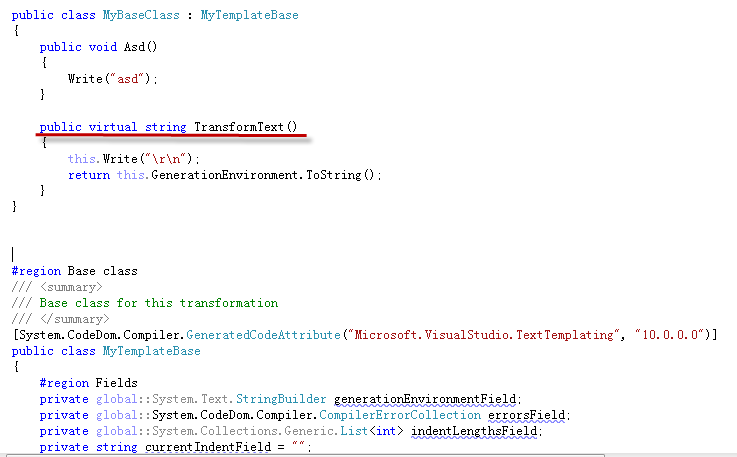 public class MyBaseClass : MyTemplateBase
{
    public void Asd()
    {
        Write("asd");
    }

    public virtual string TransformText()
    {
        this.Write("\r\n");
        return this.GenerationEnvironment.ToString();
    }
}

#region Base class
/// <summary>
/// Base class for this transformation
/// </summary>
[System.CodeDom.Compiler.GeneratedCodeAttribute("Microsoft.VisualStudio.TextTemplating", "10.0.0.0")]
public class MyTemplateBase
{
    #region Fields
    private global::System.Text.StringBuilder generationEnvironmentField;
    private global::System.CodeDom.Compiler.CompilerErrorCollection errorsField;
    private global::System.Collections.Generic.List<int> indentLengthsField;
    private string currentIndentField = "";